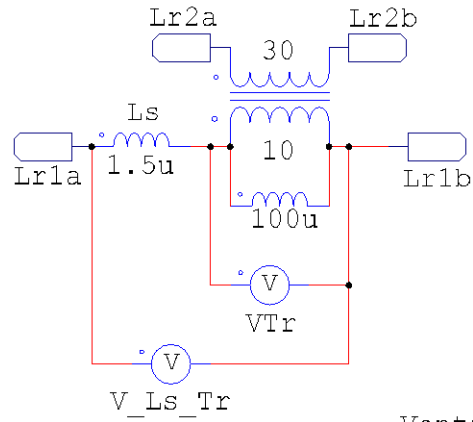 Lr2a
Lr2b
30
Ls
10
Lr1a
1.5u
Lr1b
100u
V
VTr
V
V_Ls_Tr